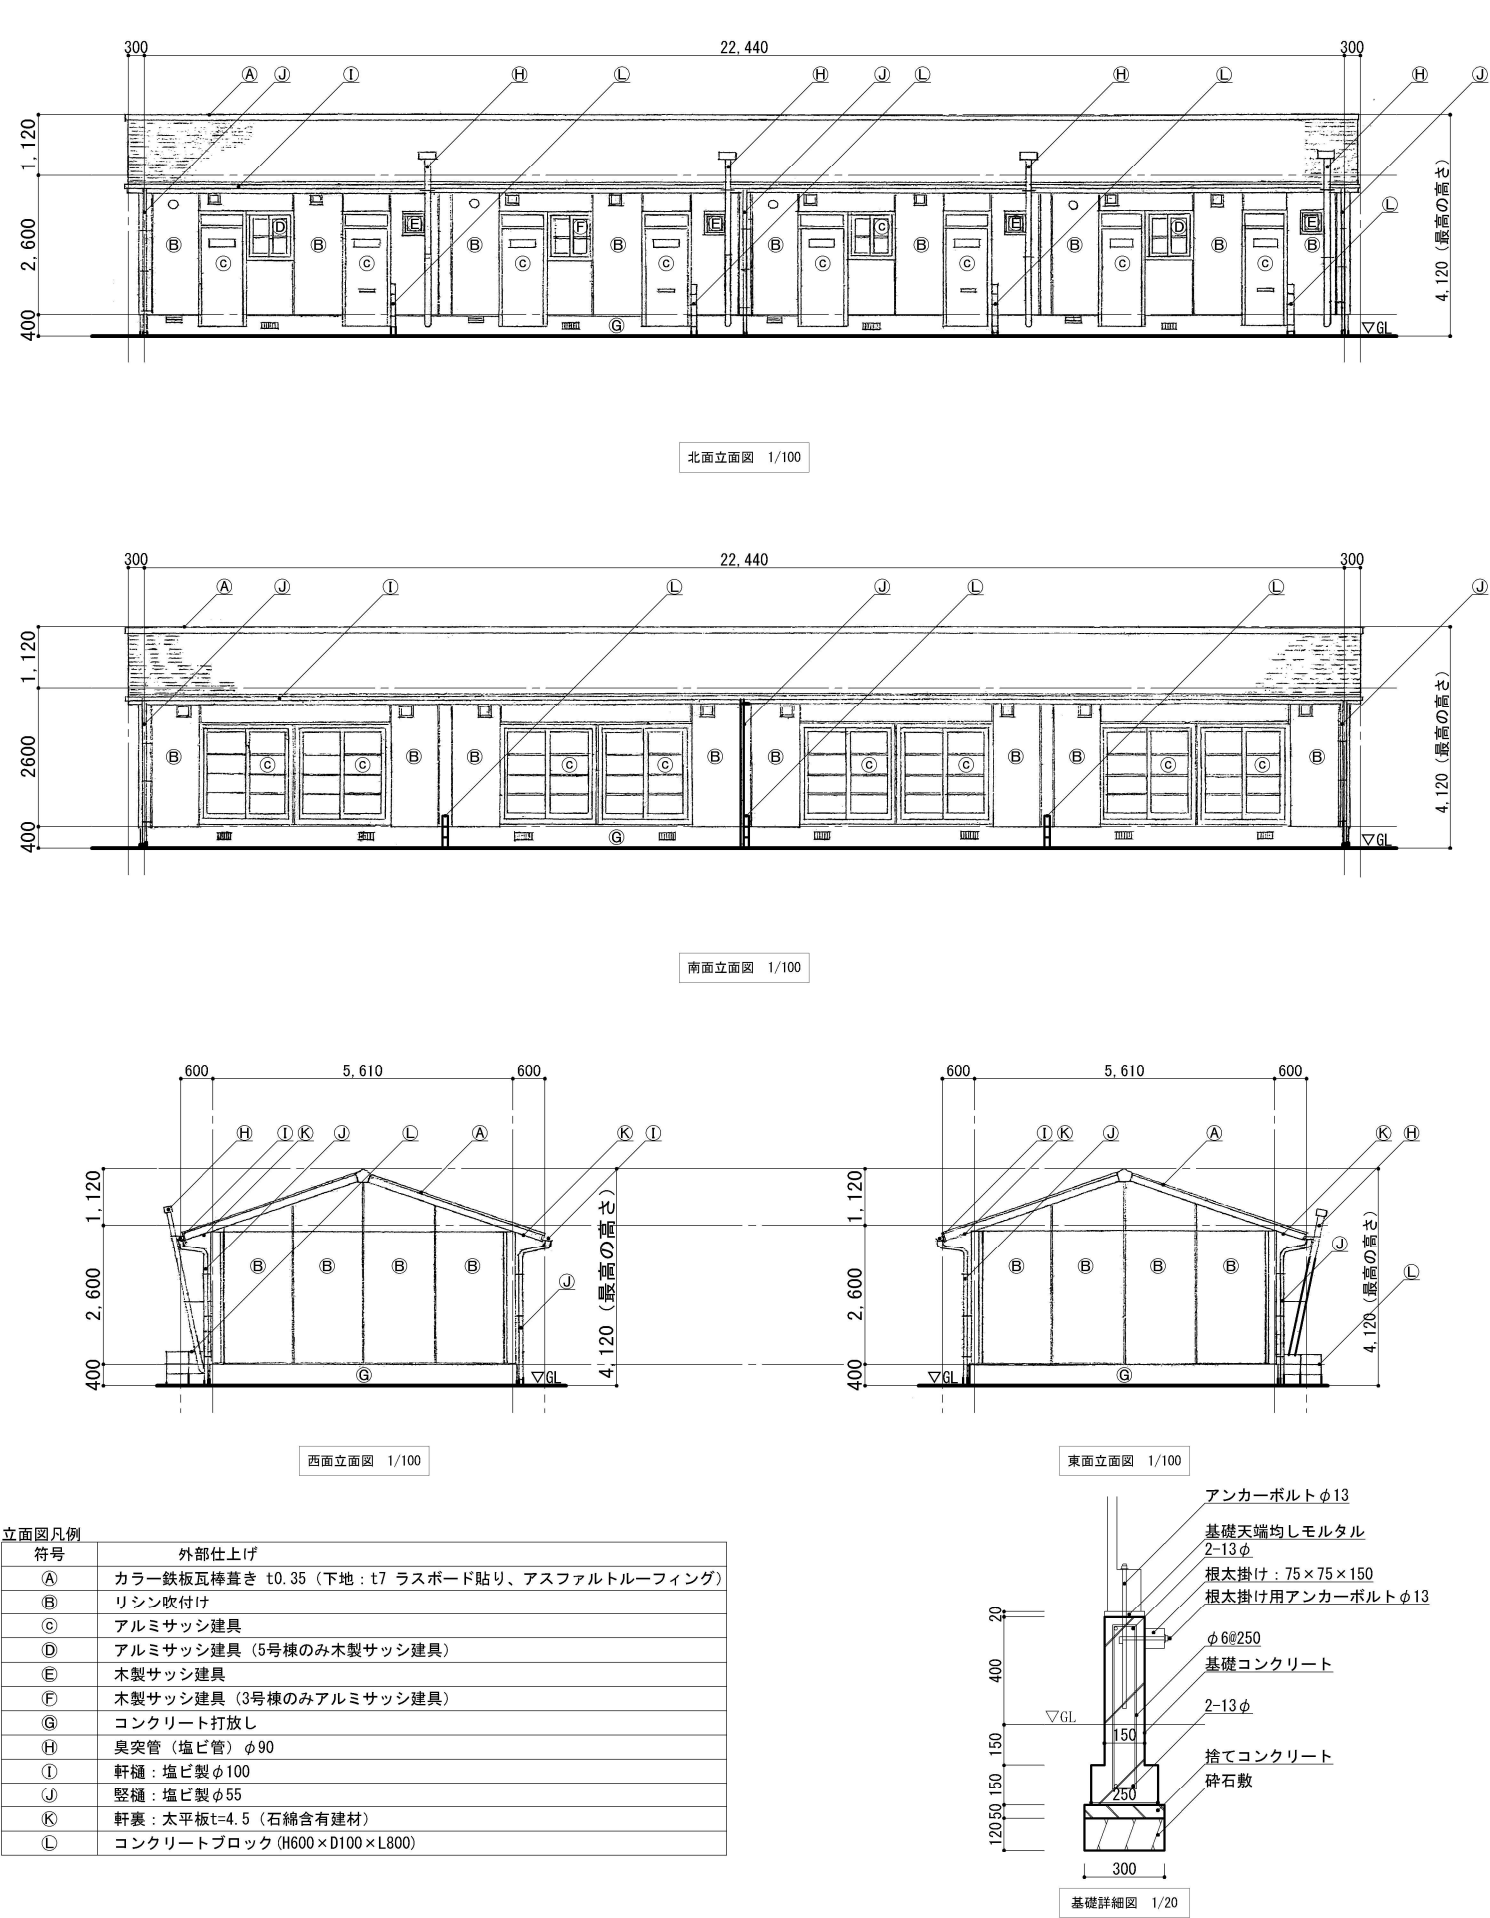 300 22,440 300
Ⓐ Ⓙ Ⓘ Ⓗ Ⓛ Ⓗ Ⓙ Ⓛ Ⓗ Ⓛ Ⓗ Ⓙ
1,120
2,600
400
4,120(最高の高さ)
Ⓛ
Ⓓ Ⓔ Ⓕ Ⓔ ⓒ Ⓔ Ⓓ Ⓔ
Ⓑ Ⓑ Ⓑ Ⓑ Ⓑ Ⓑ Ⓑ Ⓑ Ⓑ
ⓒ ⓒ ⓒ ⓒ ⓒ ⓒ ⓒ ⓒ
Ⓖ
▽GL
北面立面図 1/100
300 22,440 300
Ⓐ Ⓙ Ⓘ Ⓛ Ⓙ Ⓛ Ⓛ Ⓙ
1,120
2600
400
4,120(最高の高さ)
Ⓑ ⓒ ⓒ Ⓑ Ⓑ ⓒ ⓒ Ⓑ Ⓑ ⓒ ⓒ Ⓑ Ⓑ ⓒ ⓒ Ⓑ
Ⓖ
▽GL
南面立面図 1/100
600 5,610 600
Ⓗ Ⓘ Ⓚ Ⓙ Ⓛ Ⓐ Ⓚ Ⓘ
1,120
2,600
400
4,120(最高の高さ)
Ⓑ Ⓑ Ⓑ Ⓑ
Ⓙ
Ⓖ
▽GL
西面立面図 1/100
600 5,610 600
Ⓘ Ⓚ Ⓙ Ⓐ Ⓚ Ⓗ
1,120
2,600
400
4,120(最高の高さ)
Ⓙ
Ⓑ Ⓑ Ⓑ Ⓑ
Ⓛ
Ⓖ
▽GL
東面立面図 1/100
立面図凡例
符号 外部仕上げ
Ⓐ カラー鉄板瓦棒葺き t0.35(下地:t7 ラスボード貼り、アスファルトルーフィング)
Ⓑ リシン吹付け
ⓒ アルミサッシ建具
Ⓓ アルミサッシ建具(5号棟のみ木製サッシ建具)
Ⓔ 木製サッシ建具
Ⓕ 木製サッシ建具(3号棟のみアルミサッシ建具)
Ⓖ コンクリート打放し
Ⓗ 臭突管(塩ビ管)φ90
Ⓘ 軒樋:塩ビ製φ100
Ⓙ 竪樋:塩ビ製φ55
Ⓚ 軒裏:太平板t=4.5(石綿含有建材)
Ⓛ コンクリートブロック(H600×D100×L800)
アンカーボルトφ13
基礎天端均しモルタル
2-13φ
根太掛け:75×75×150
根太掛け用アンカーボルトφ13
φ6@250
基礎コンクリート
2-13φ
捨てコンクリート
砕石敷
20
400
150
150
50
120
▽GL
150
250
300
基礎詳細図 1/20